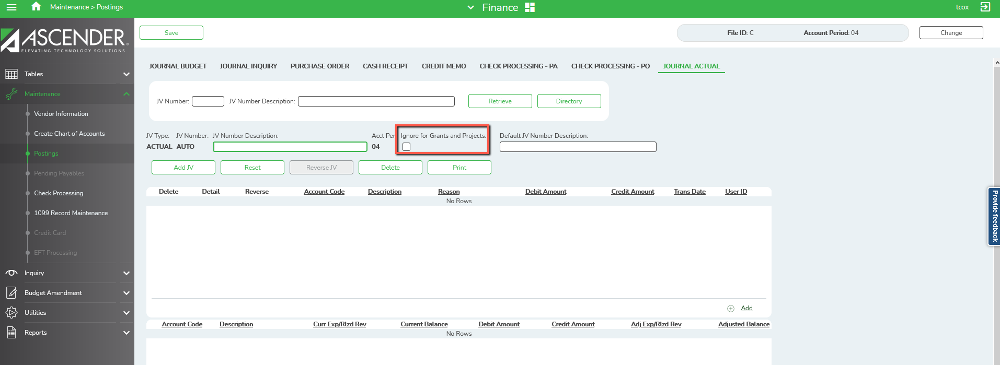 Maintenance > Postings
Finance
tcox
ASCENDER®
ELEVATING TECHNOLOGY SOLUTIONS
Save
File ID: C
Account Period: 04
Change
Tables
Maintenance
Vendor Information
Create Chart of Accounts
Postings
Pending Payables
Check Processing
1099 Record Maintenance
Credit Card
EFT Processing
Inquiry
Budget Amendment
Utilities
Reports
JOURNAL BUDGET JOURNAL INQUIRY PURCHASE ORDER CASH RECEIPT CREDIT MEMO CHECK PROCESSING - PA CHECK PROCESSING - PO JOURNAL ACTUAL
JV Number: JV Number Description: Retrieve Directory
JV Type: JV Number: JV Number Description: Acct Per Ignore for Grants and Projects: Default JV Number Description:
ACTUAL AUTO 04
Add JV Reset Reverse JV Delete Print
Delete Detail Reverse Account Code Description Reason Debit Amount Credit Amount Trans Date User ID
No Rows
Add
Account Code Description Curr Exp/Rlzd Rev Current Balance Debit Amount Credit Amount Adj Exp/Rlzd Rev Adjusted Balance
No Rows
Provide feedback